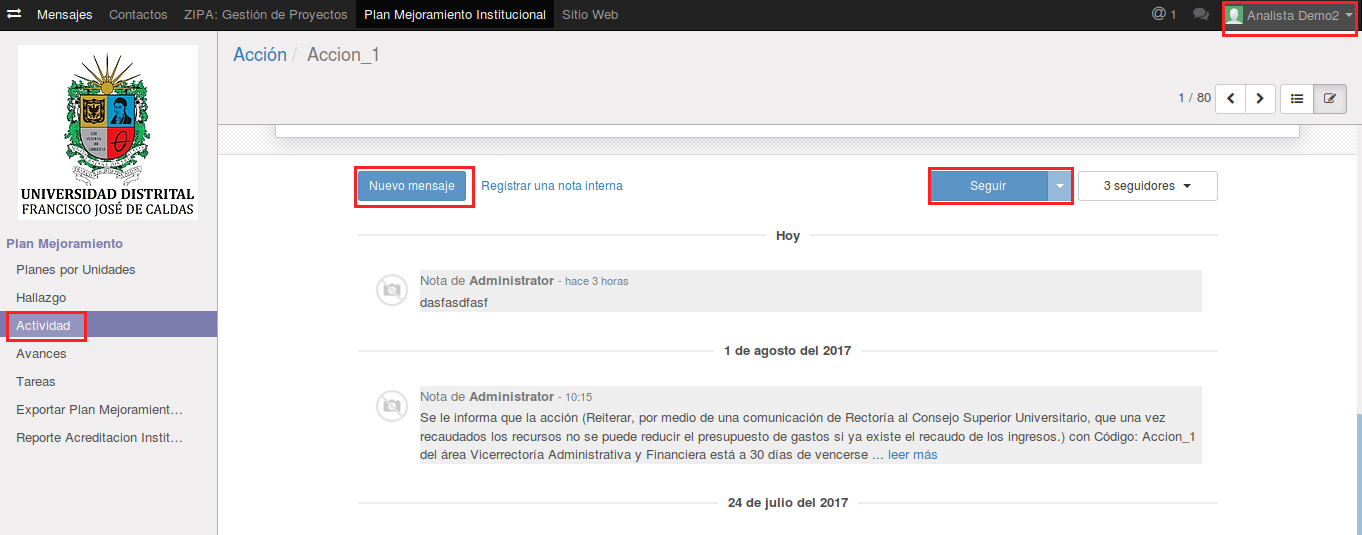 Mensajes Contactos ZIPA: Gestión de Proyectos Plan Mejoramiento Institucional Sitio Web @ 1 Analista Demo2
Acción / Accion_1
1 / 80
UNIVERSIDAD DISTRITAL
FRANCISCO JOSÉ DE CALDAS
Plan Mejoramiento
Planes por Unidades
Hallazgo
Actividad
Avances
Tareas
Exportar Plan Mejoramient...
Reporte Acreditacion Instit...
Nuevo mensaje Registrar una nota interna Seguir 3 seguidores
Hoy
Nota de Administrator - hace 3 horas
dasfasdfasf
1 de agosto del 2017
Nota de Administrator - 10:15
Se le informa que la acción (Reiterar, por medio de una comunicación de Rectoría al Consejo Superior Universitario, que una vez
recaudados los recursos no se puede reducir el presupuesto de gastos si ya existe el recaudo de los ingresos.) con Código: Accion_1
del área Vicerrectoría Administrativa y Financiera está a 30 días de vencerse ... leer más
24 de julio del 2017